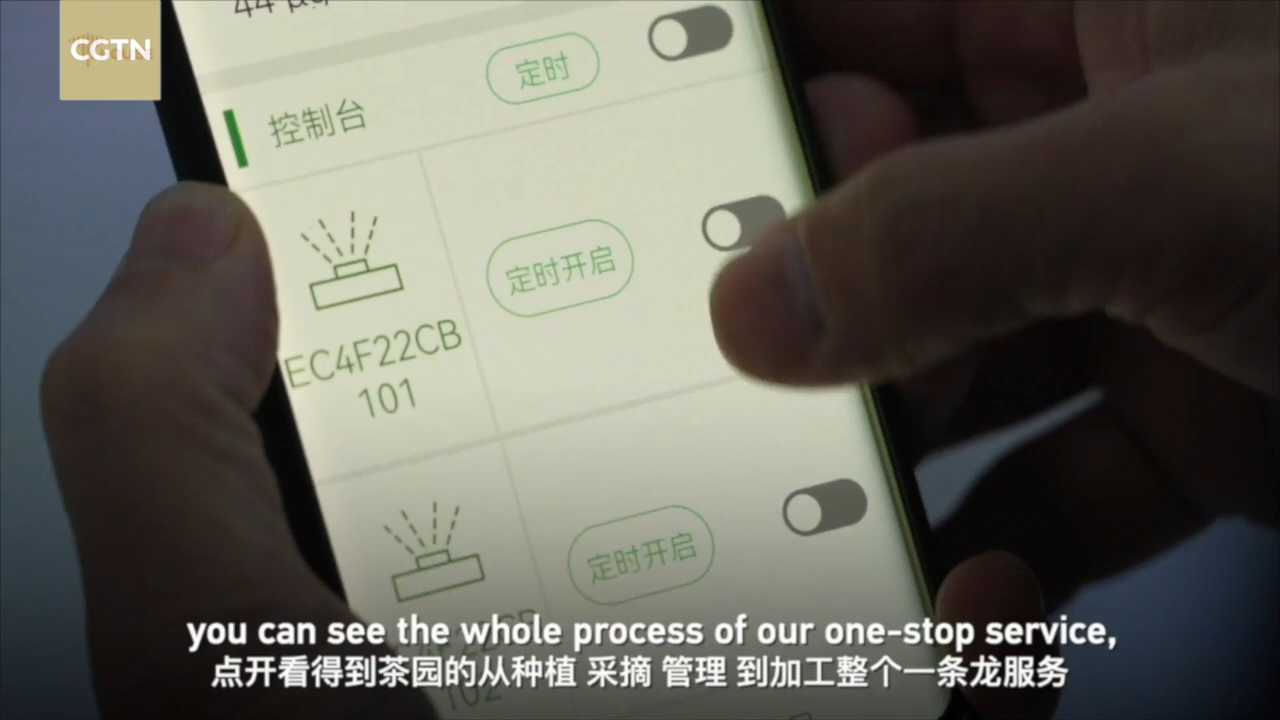 CGTN
44
定时
控制台
定时开启
EC4F22CB
101
定时开启
102
you can see the whole process of our one-stop service,
点开看得到茶园的从种植 采摘 管理 到加工整个一条龙服务